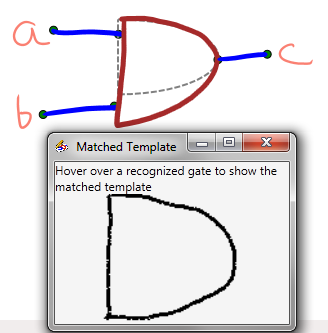 a
c
b
Matched Template
Hover over a recognized gate to show the
matched template